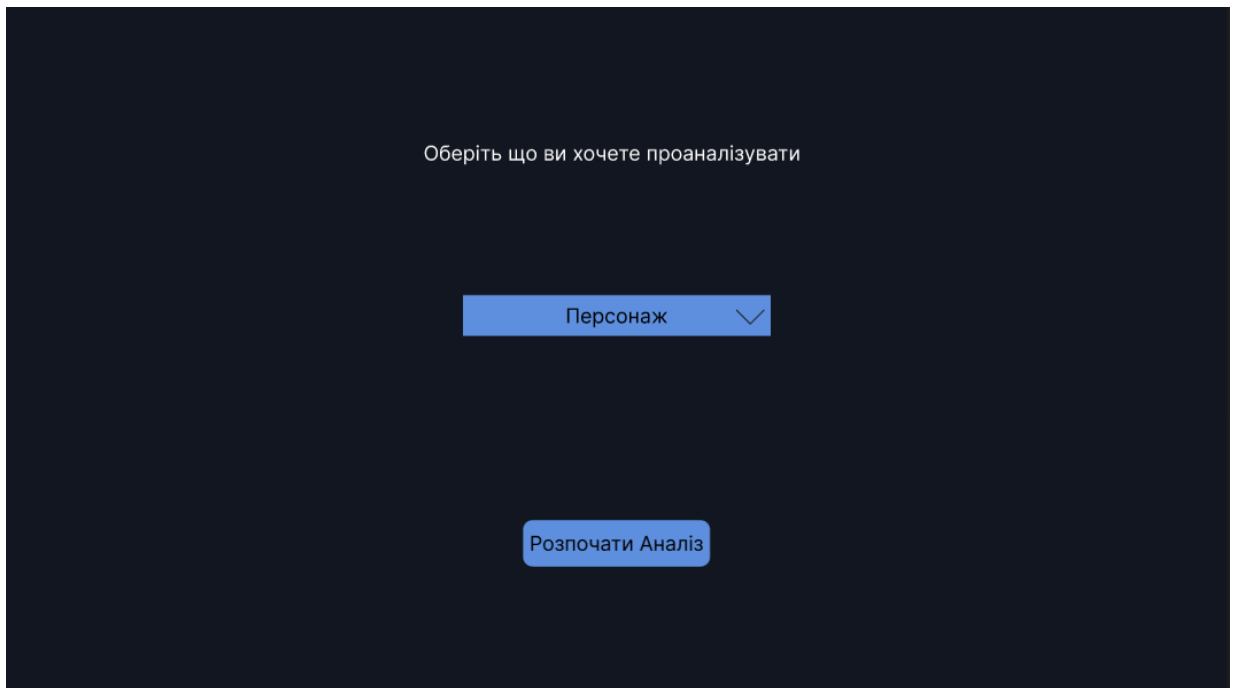 Оберіть що ви хочете проаналізувати
Персонаж
Розпочати Аналіз